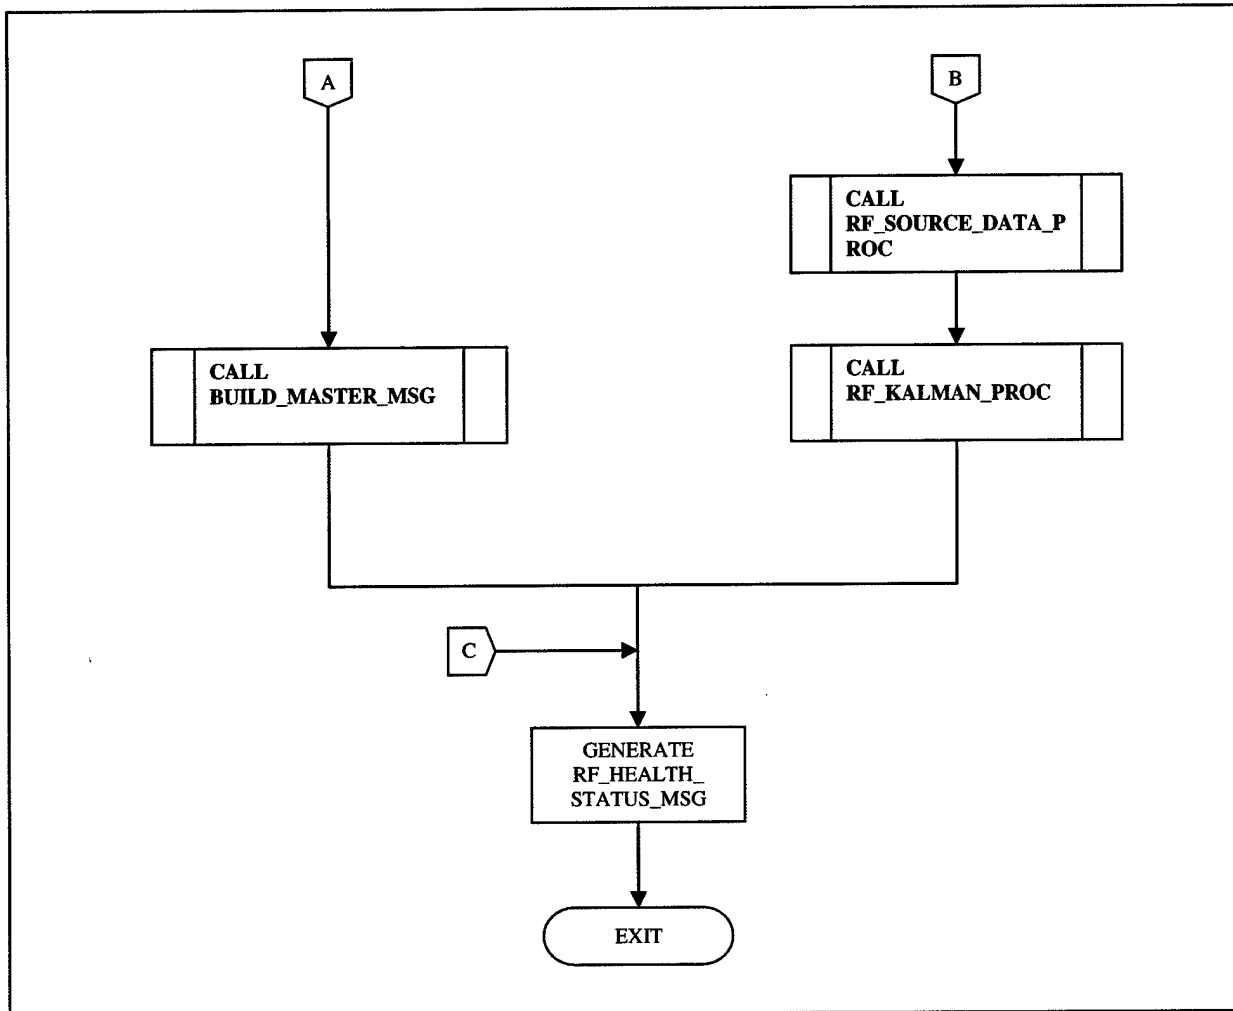 A
B
CALL
RF_SOURCE_DATA_P
ROC
CALL
BUILD_MASTER_MSG
CALL
RF_KALMAN_PROC
C
GENERATE
RF_HEALTH_
STATUS_MSG
EXIT